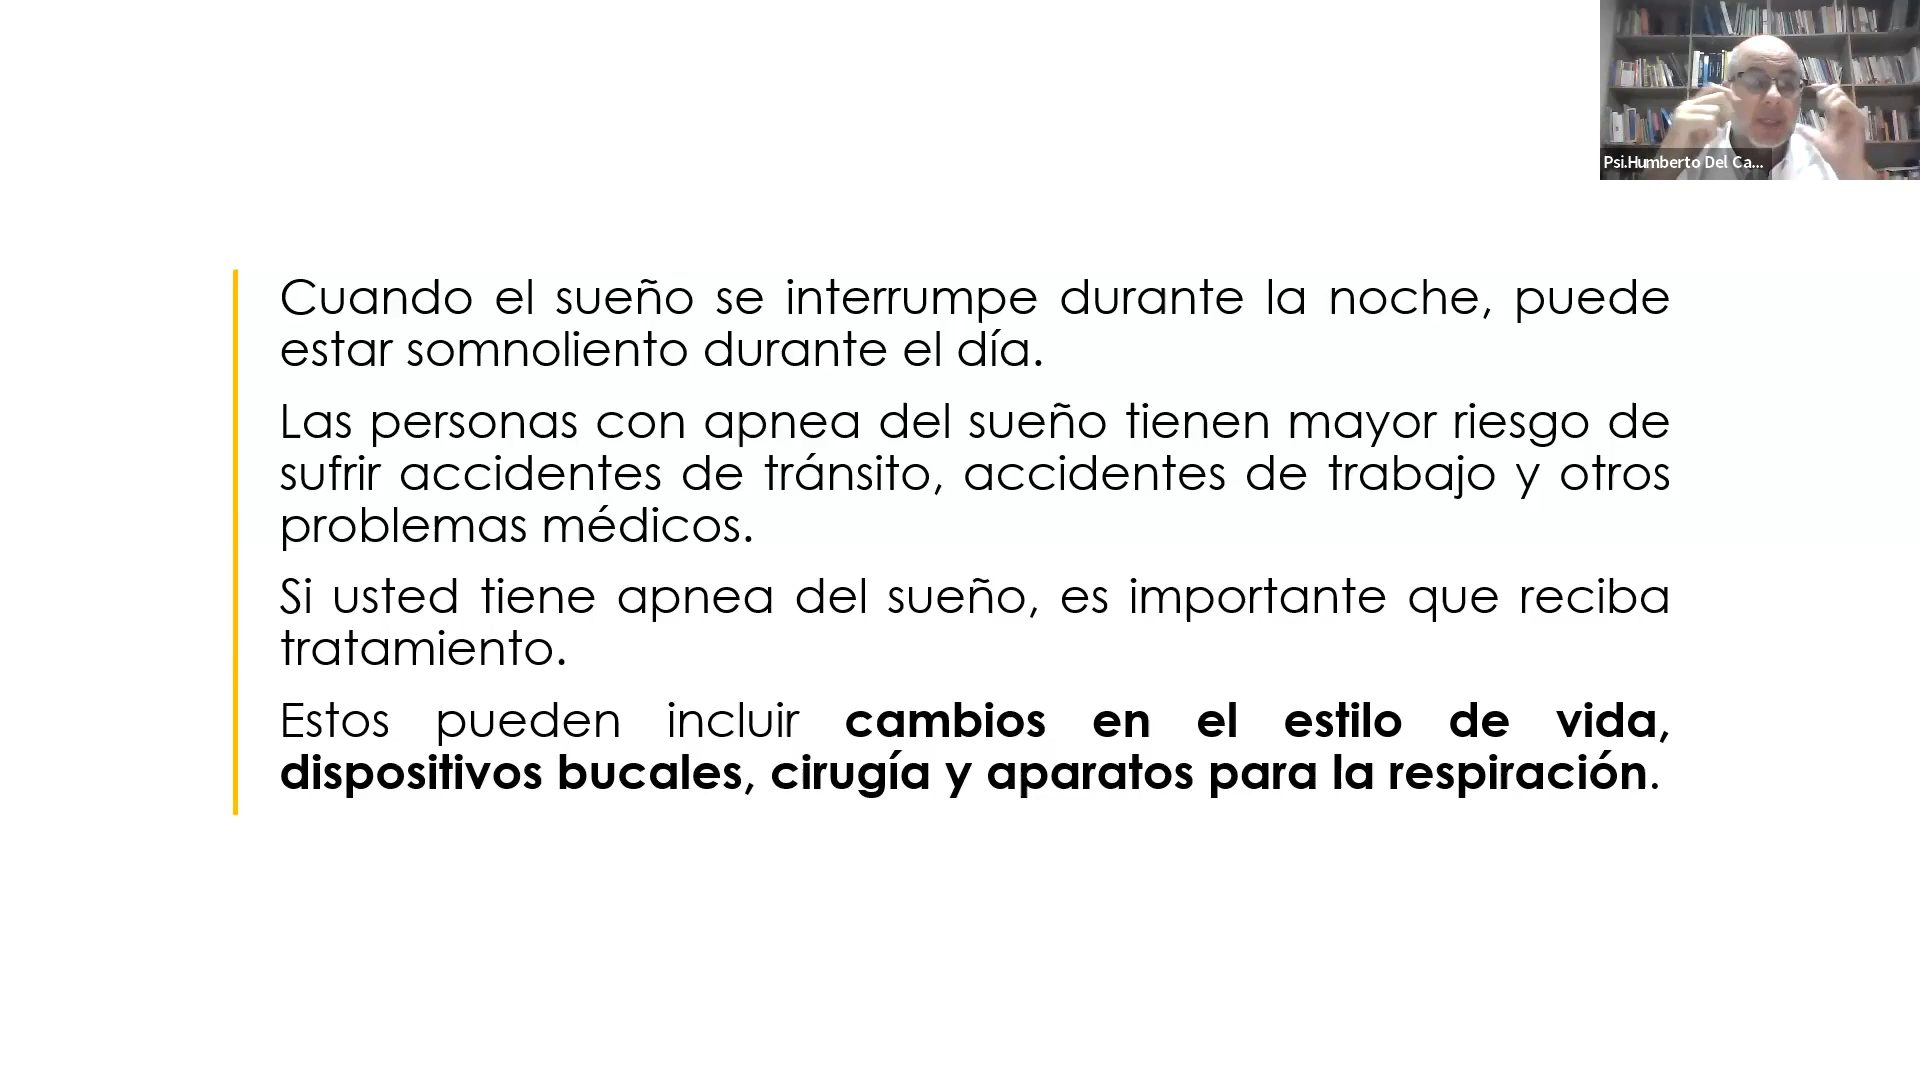 Psi.Humberto Del Ca...
Cuando el sueño se interrumpe durante la noche, puede
estar somnoliento durante el día.
Las personas con apnea del sueño tienen mayor riesgo de
sufrir accidentes de tránsito, accidentes de trabajo y otros
problemas médicos.
Si usted tiene apnea del sueño, es importante que reciba
tratamiento.
Estos pueden incluir cambios en el estilo de vida,
dispositivos bucales, cirugía y aparatos para la respiración.